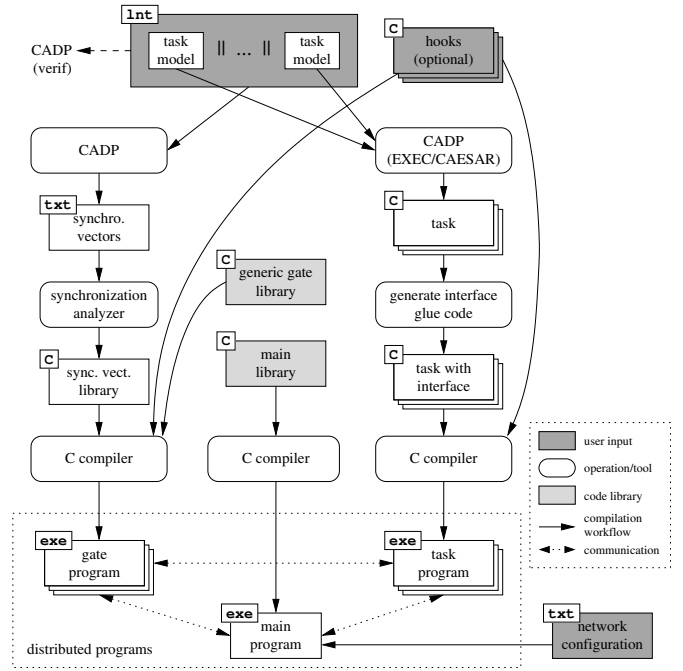 lnt
C
task
model
|| ... ||
task
model
hooks
(optional)
CADP
(verif)
CADP
CADP
(EXEC/CAESAR)
txt
synchro.
vectors
C
task
C
generic gate
library
synchronization
analyzer
generate interface
glue code
C
sync. vect.
library
C
main
library
C
task with
interface
C compiler
C compiler
C compiler
user input
operation/tool
code library
compilation
workflow
communication
exe
gate
program
exe
task
program
exe
main
program
txt
network
configuration
distributed programs